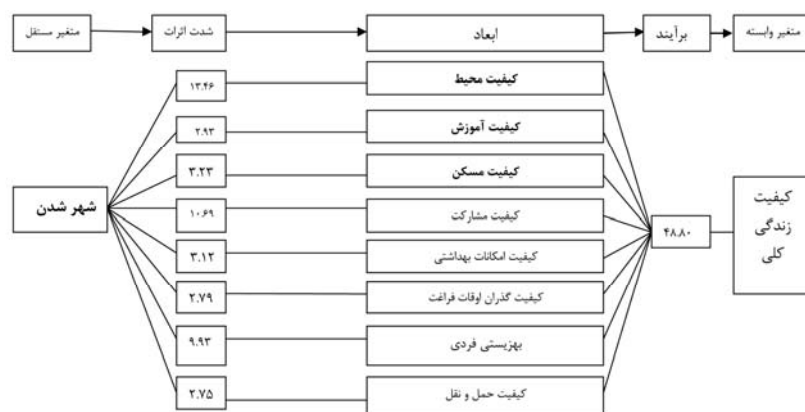 متغیر مستقل
شدت اثرات
ابعاد
برآیند
متغیر وابسته
شهر شدن
۱۳.۴۶
کیفیت محیط
۲.۹۳
کیفیت آموزش
۳.۲۳
کیفیت مسکن
۱۰.۶۹
کیفیت مشارکت
۳.۱۲
کیفیت امکانات بهداشتی
۲.۷۹
کیفیت گذران اوقات فراغت
۹.۹۳
بهزیستی فردی
۲.۷۵
کیفیت حمل و نقل
۴۸.۸۰
کیفیت
زندگی
کلی